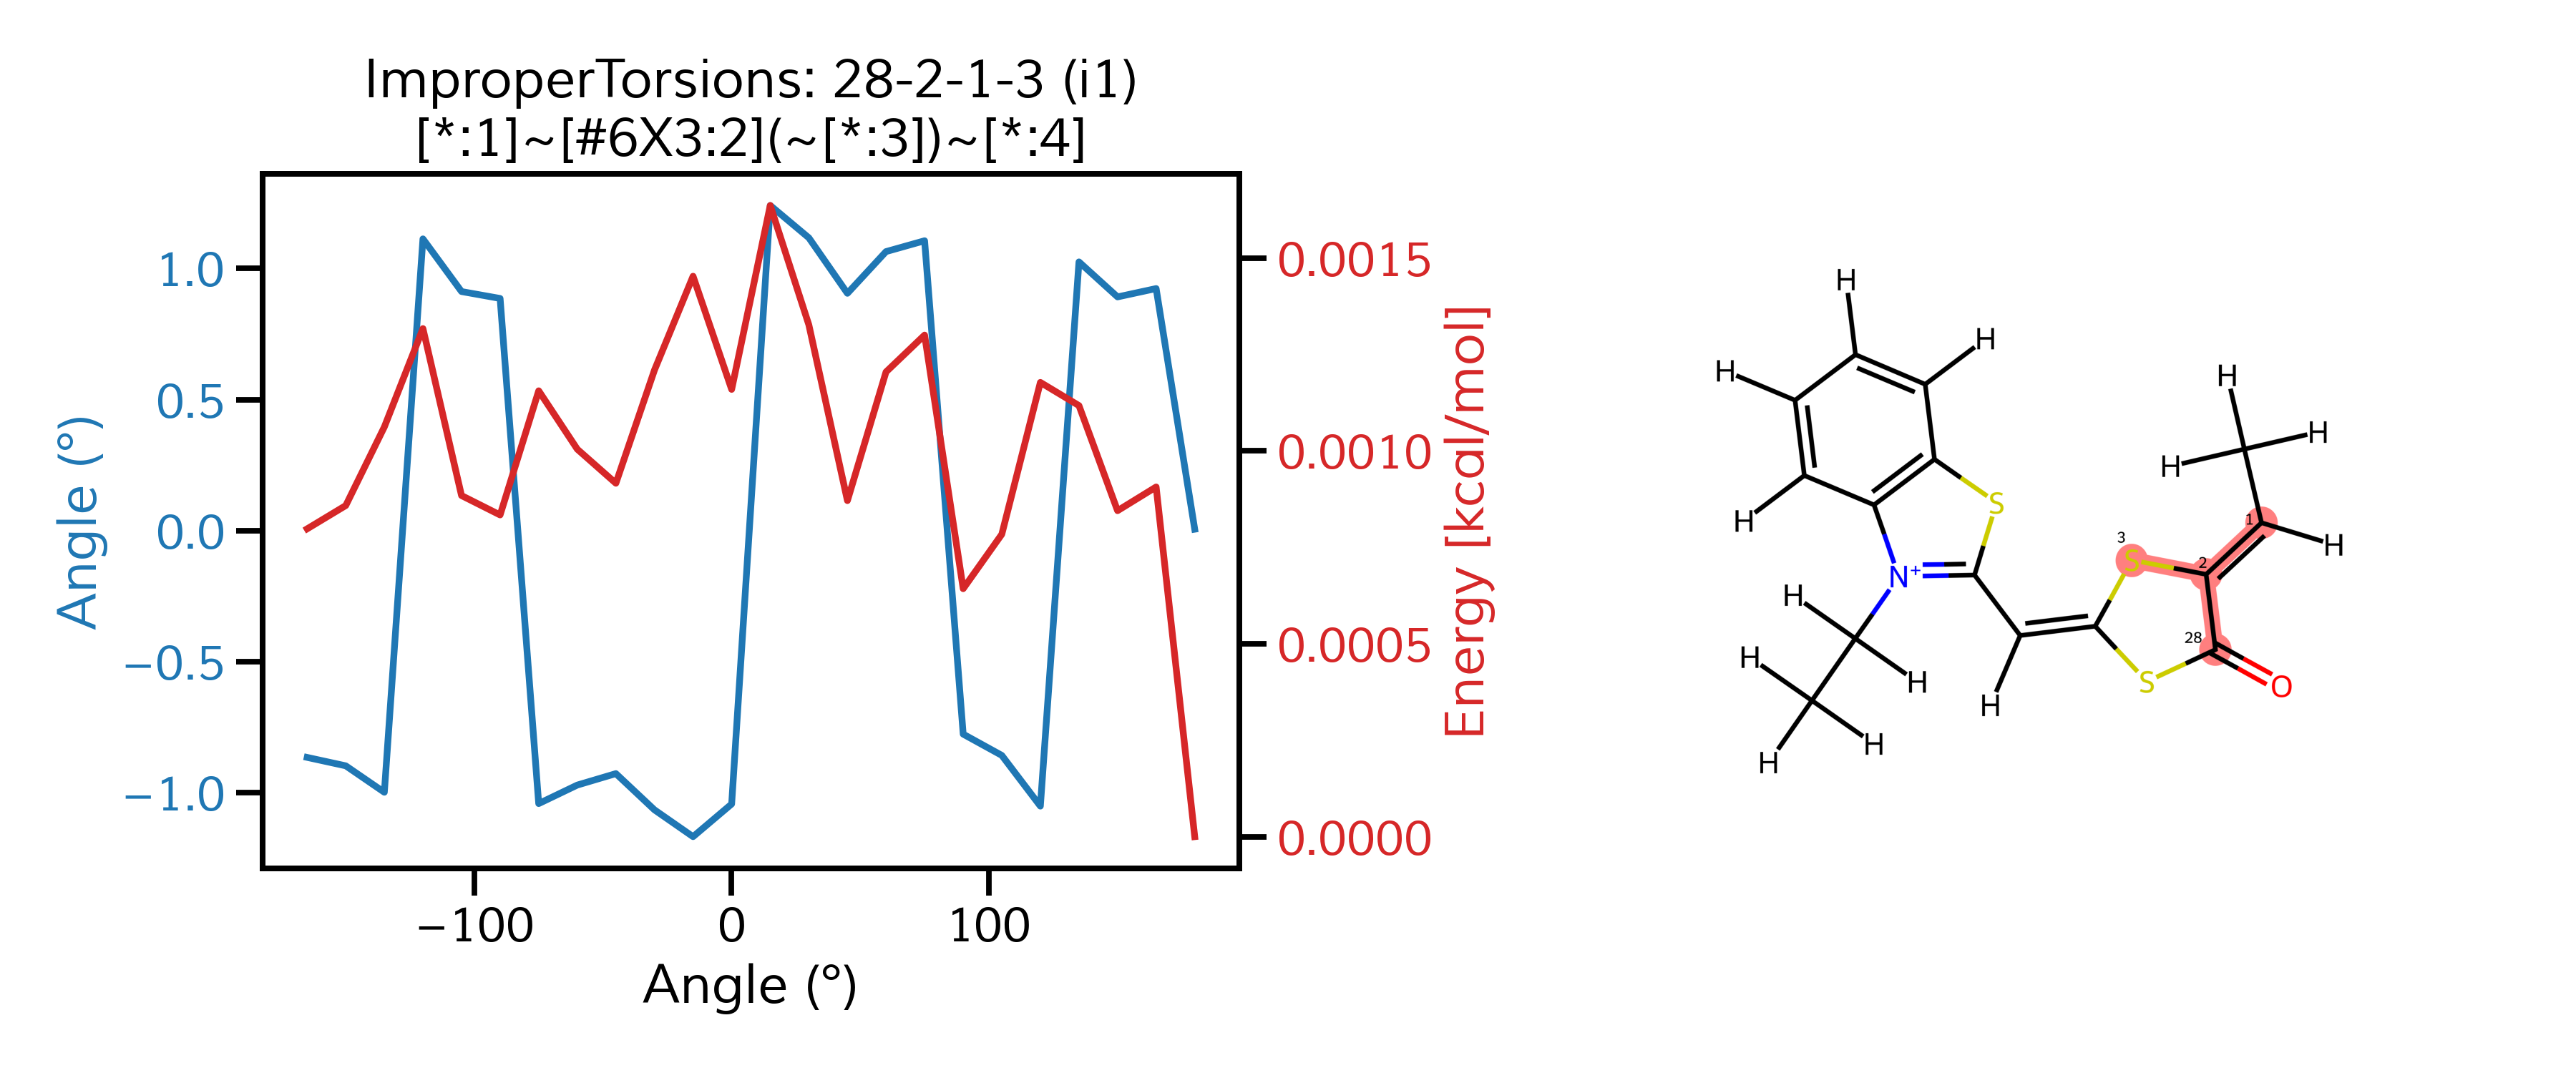 ImproperTorsions: 28-2-1-3 (i1)
[*:1]~[#6X3:2](~[*:3])~[*:4]
Angle (°)
1.0
0.5
0.0
−0.5
−1.0
−100
0
100
Angle (°)
0.0015
0.0010
0.0005
0.0000
Energy [kcal/mol]
H
H
H
H
H
H
H
S
H
1
3
S
2
H
N⁺
H
28
H
H
S
O
H
H
H